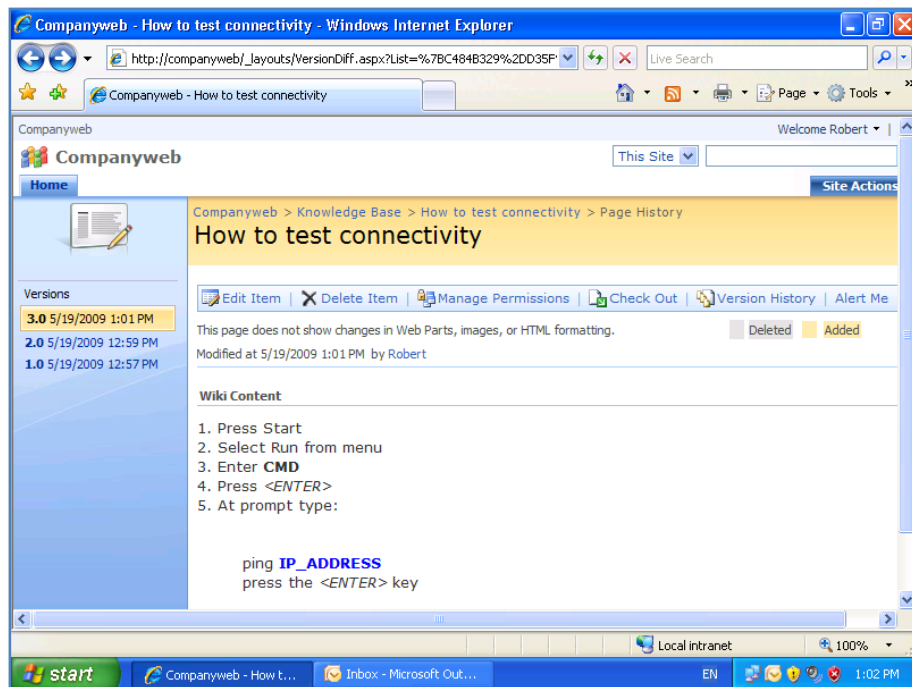 Companyweb - How to test connectivity - Windows Internet Explorer
http://companyweb/_layouts/VersionDiff.aspx?List=%7BC484B329%2DD35F
Live Search
Companyweb - How to test connectivity
Page
Tools
»
Companyweb
Welcome Robert
Companyweb
This Site
Home
Site Actions
Companyweb > Knowledge Base > How to test connectivity > Page History
How to test connectivity
Versions
3.0 5/19/2009 1:01 PM
2.0 5/19/2009 12:59 PM
1.0 5/19/2009 12:57 PM
Edit Item | Delete Item | Manage Permissions | Check Out | Version History | Alert Me
This page does not show changes in Web Parts, images, or HTML formatting.
Deleted
Added
Modified at 5/19/2009 1:01 PM by Robert
Wiki Content
1. Press Start
2. Select Run from menu
3. Enter CMD
4. Press <ENTER>
5. At prompt type:
ping IP_ADDRESS
press the <ENTER> key
Local intranet
100%
start
Companyweb - How t...
Inbox - Microsoft Out...
EN
1:02 PM